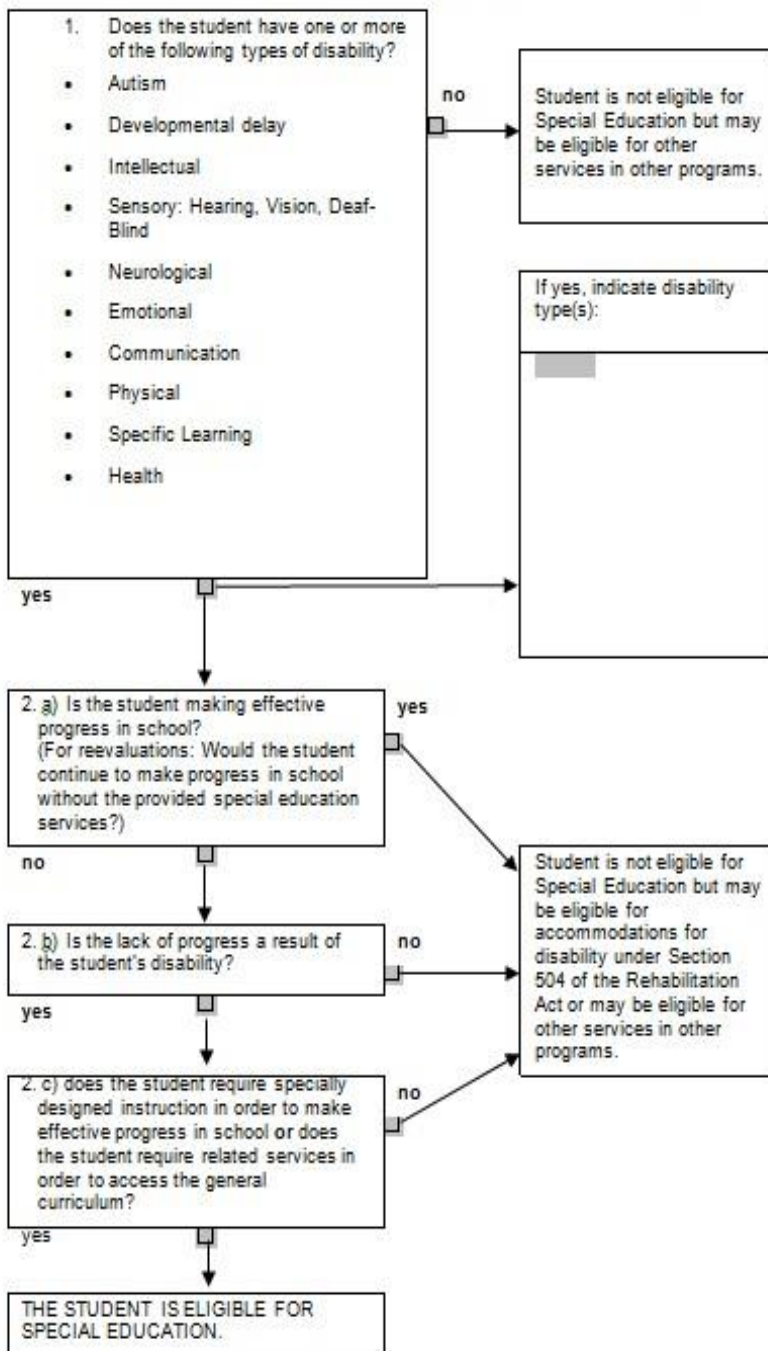 1. Does the student have one or more
of the following types of disability?
• Autism
• Developmental delay
• Intellectual
• Sensory: Hearing, Vision, Deaf-
Blind
• Neurological
• Emotional
• Communication
• Physical
• Specific Learning
• Health
no
Student is not eligible for
Special Education but may
be eligible for other
services in other programs.
If yes, indicate disability
type(s):
yes
2. a) Is the student making effective
progress in school?
(For reevaluations: Would the student
continue to make progress in school
without the provided special education
services?)
yes
no
2. b) Is the lack of progress a result of
the student's disability?
no
yes
Student is not eligible for
Special Education but may
be eligible for
accommodations for
disability under Section
504 of the Rehabilitation
Act or may be eligible for
other services in other
programs.
2. c) does the student require specially
designed instruction in order to make
effective progress in school or does
the student require related services in
order to access the general
curriculum?
no
yes
THE STUDENT IS ELIGIBLE FOR
SPECIAL EDUCATION.